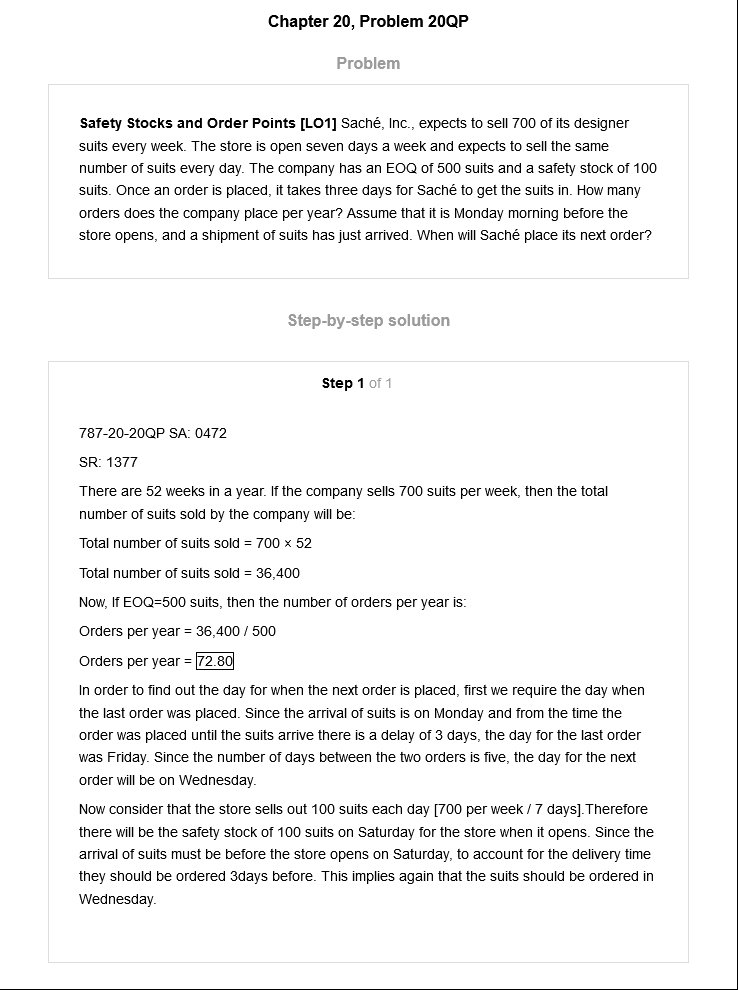 Chapter 20, Problem 20QP
Problem
Safety Stocks and Order Points [LO1] Saché, Inc., expects to sell 700 of its designer
suits every week. The store is open seven days a week and expects to sell the same
number of suits every day. The company has an EOQ of 500 suits and a safety stock of 100
suits. Once an order is placed, it takes three days for Saché to get the suits in. How many
orders does the company place per year? Assume that it is Monday morning before the
store opens, and a shipment of suits has just arrived. When will Saché place its next order?
Step-by-step solution
Step 1 of 1
787-20-20QP SA: 0472
SR: 1377
There are 52 weeks in a year. If the company sells 700 suits per week, then the total
number of suits sold by the company will be:
Total number of suits sold = 700 × 52
Total number of suits sold = 36,400
Now, If EOQ=500 suits, then the number of orders per year is:
Orders per year = 36,400 / 500
Orders per year = 72.80
In order to find out the day for when the next order is placed, first we require the day when
the last order was placed. Since the arrival of suits is on Monday and from the time the
order was placed until the suits arrive there is a delay of 3 days, the day for the last order
was Friday. Since the number of days between the two orders is five, the day for the next
order will be on Wednesday.
Now consider that the store sells out 100 suits each day [700 per week / 7 days].Therefore
there will be the safety stock of 100 suits on Saturday for the store when it opens. Since the
arrival of suits must be before the store opens on Saturday, to account for the delivery time
they should be ordered 3days before. This implies again that the suits should be ordered in
Wednesday.